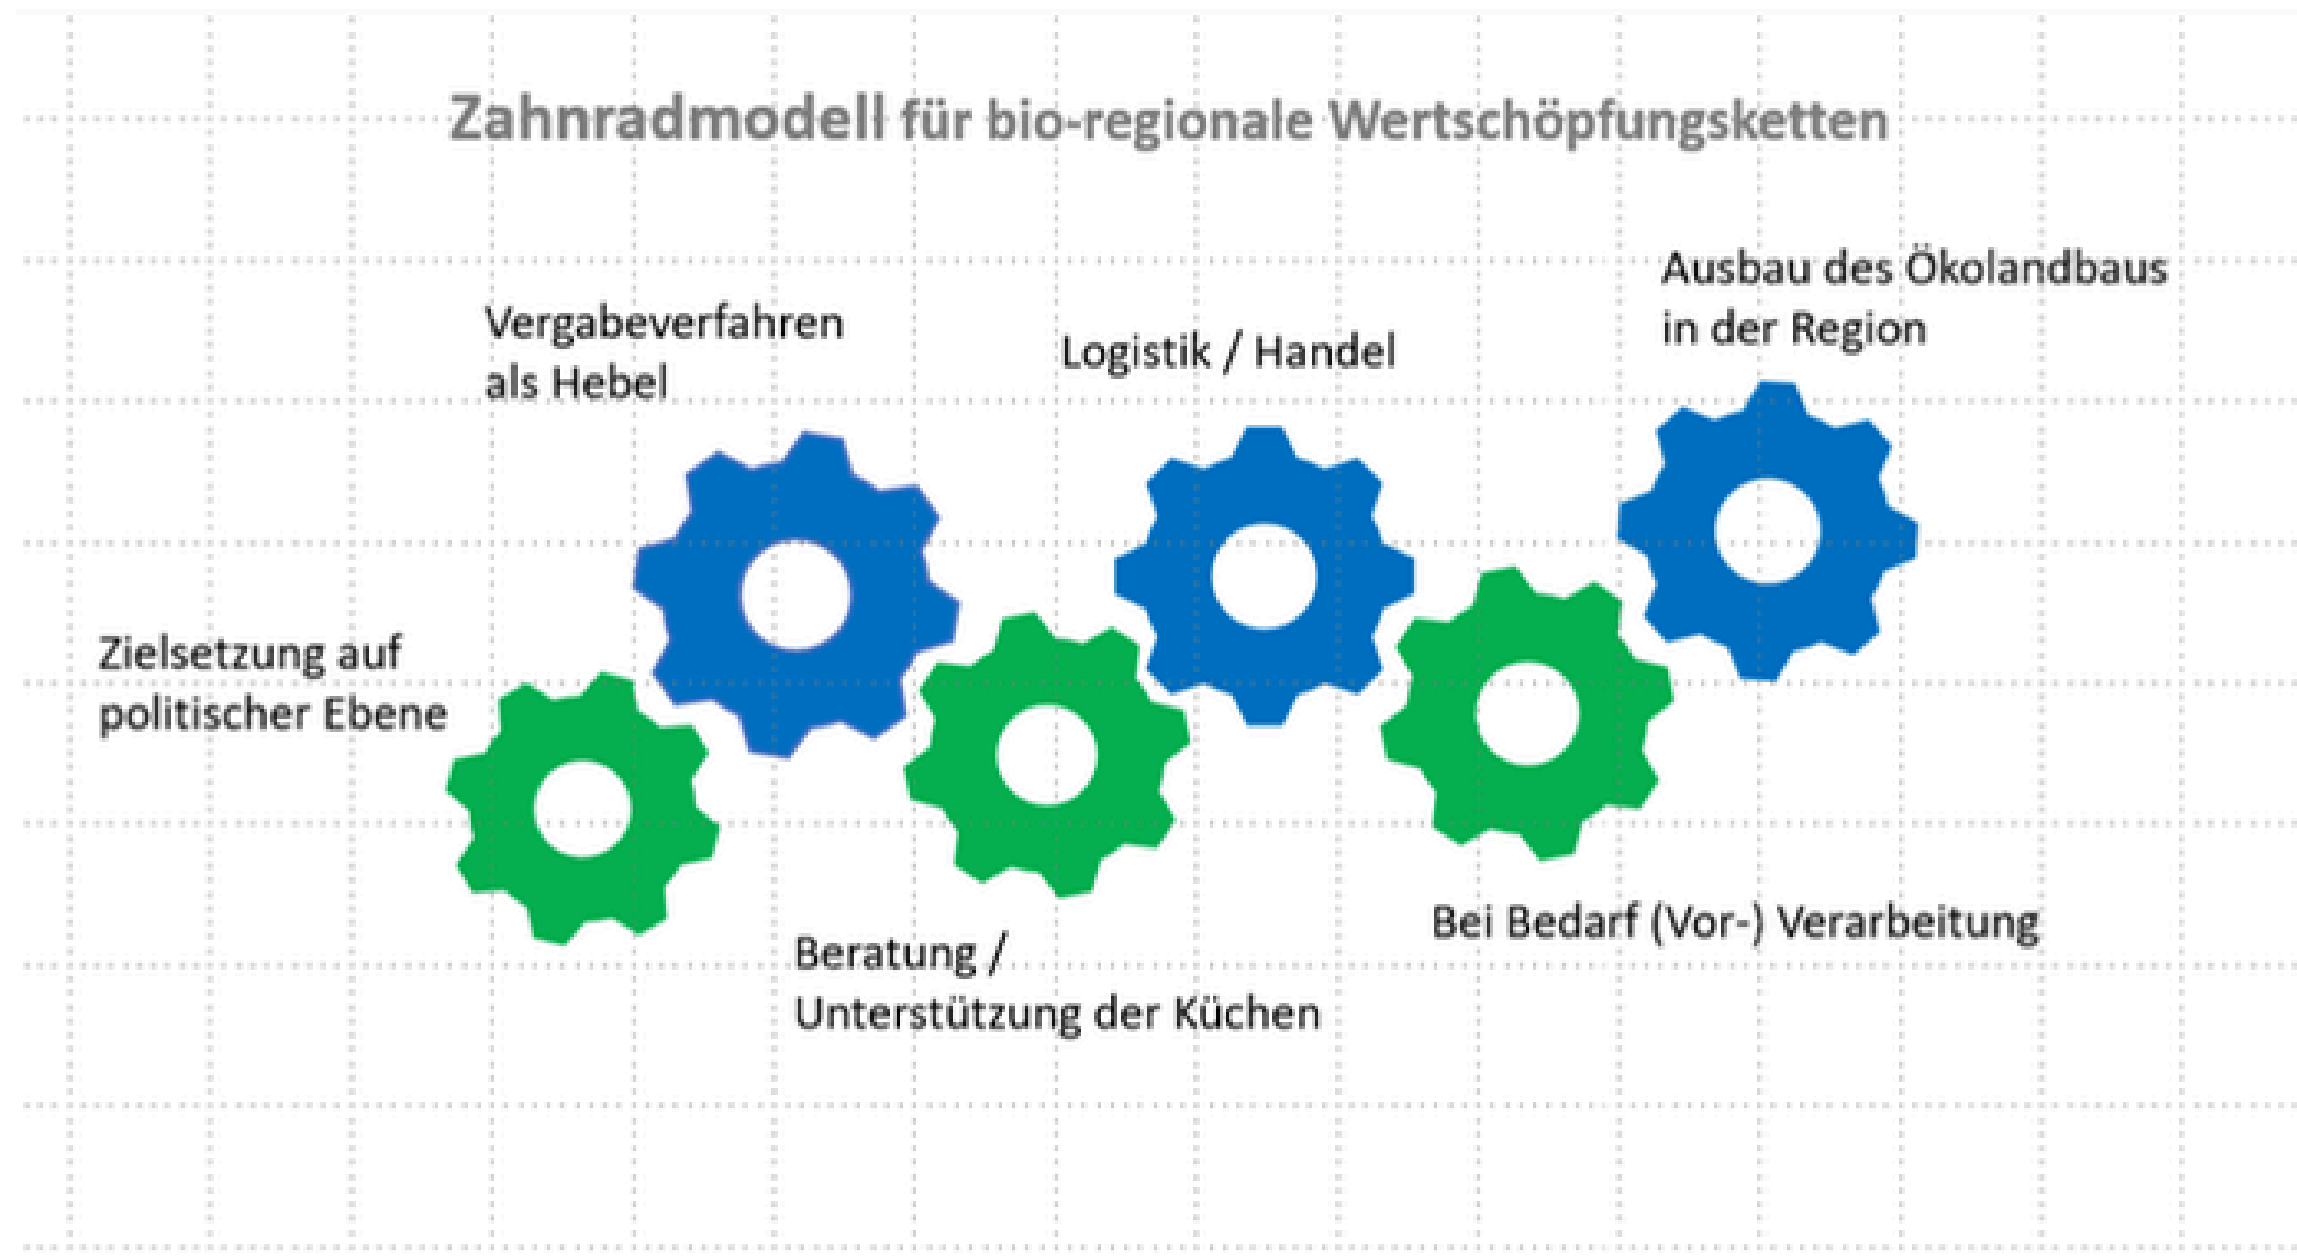 Zahnradmodell für bio-regionale Wertschöpfungsketten
Zielsetzung auf
politischer Ebene
Vergabeverfahren
als Hebel
Beratung /
Unterstützung der Küchen
Logistik / Handel
Bei Bedarf (Vor-) Verarbeitung
Ausbau des Ökolandbaus
in der Region